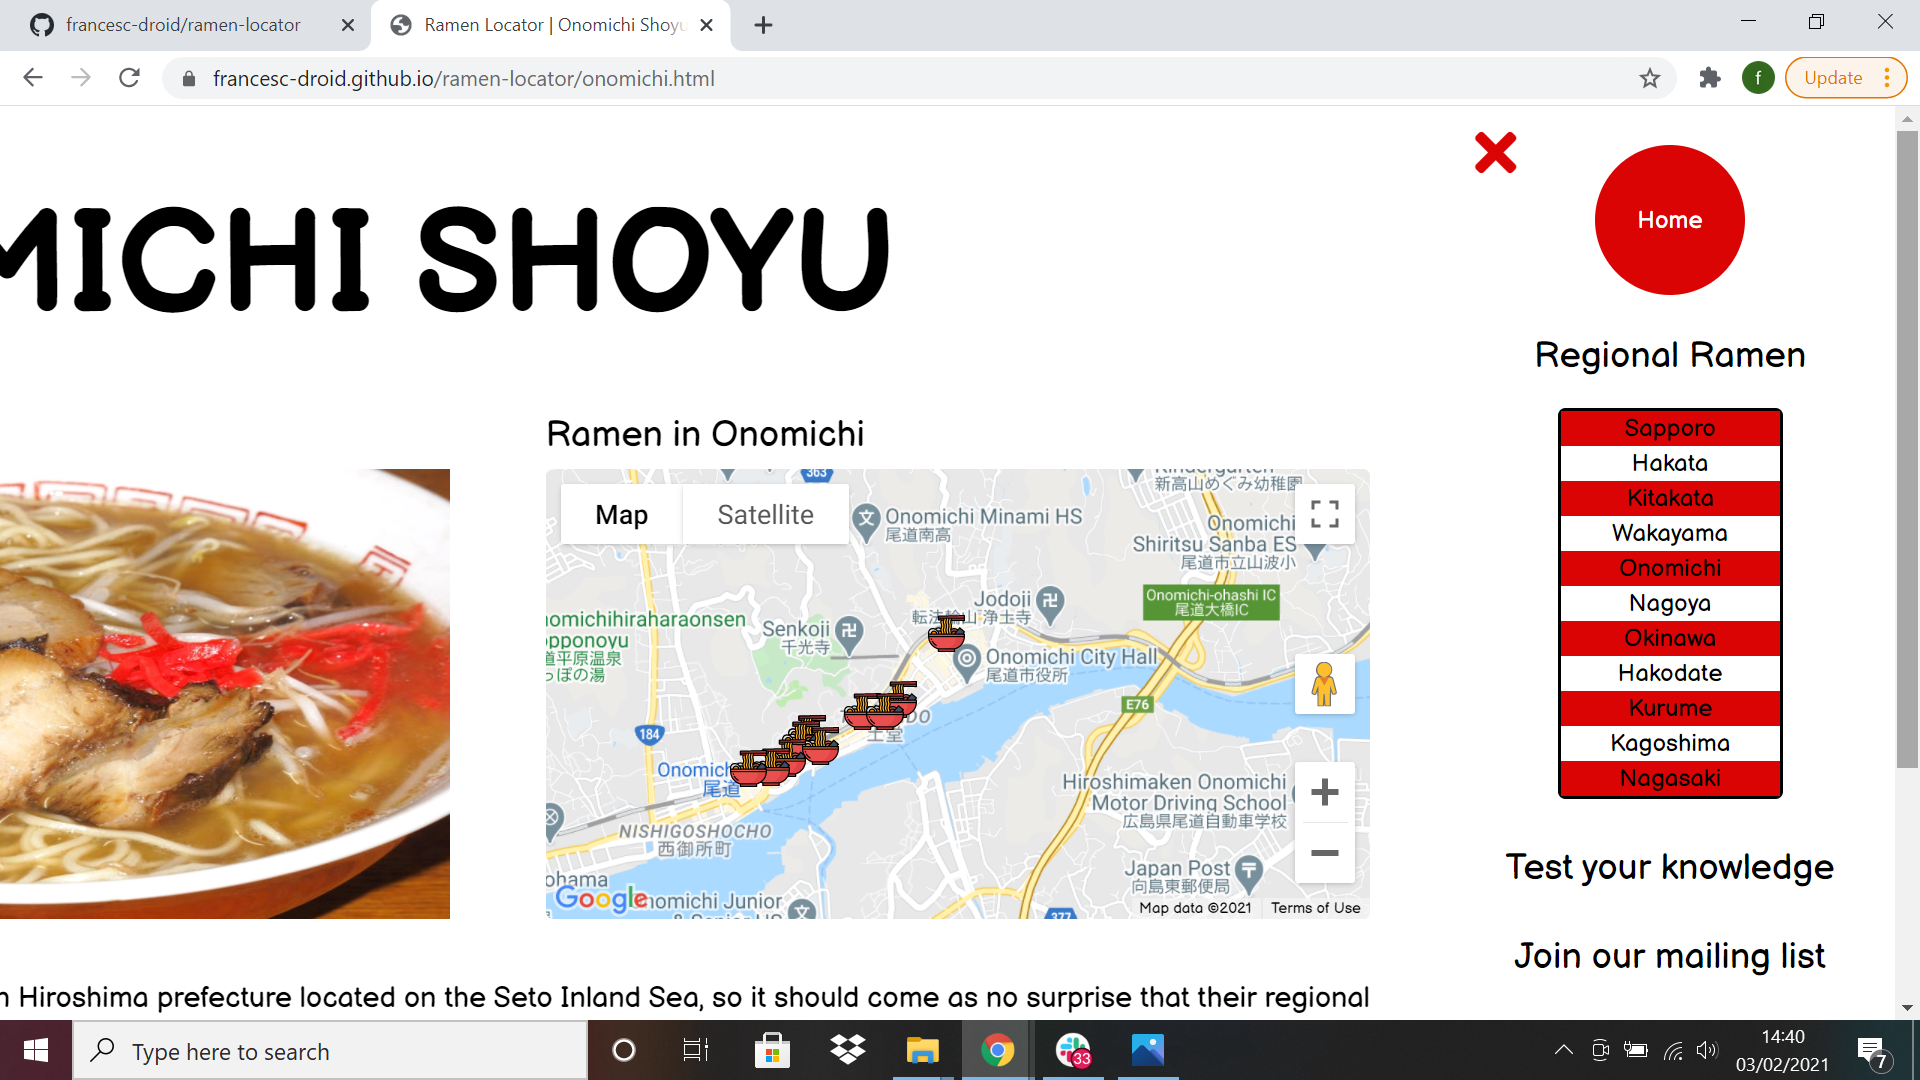 francesc-droid/ramen-locator
Ramen Locator | Onomichi Shoyu
francesc-droid.github.io/ramen-locator/onomichi.html
f
Update
MICHI SHOYU
Home
Regional Ramen
Sapporo
Hakata
Kitakata
Wakayama
Onomichi
Nagoya
Okinawa
Hakodate
Kurume
Kagoshima
Nagasaki
Test your knowledge
Join our mailing list
Ramen in Onomichi
Map
Satellite
363
Kindergarten
新高山めぐみ幼稚園
Onomichi Minami HS
尾道南高
Onomichi
Shiritsu Sanba ES
尾道市立山波小
Onomichi-ohashi IC
尾道大橋IC
Jodoji
浄土寺
nomichihiraharaonsen
opponoyu
道平原温泉
っぽの湯
Senkoji
千光寺
Onomichi City Hall
尾道市役所
E76
184
土堂
Onomic
尾道
Hiroshimaken Onomichi
Motor Driving School
広島県尾道自動車学校
NISHIGOSHOCHO
西御所町
Japan Post
向島東郵便局
ohama
Google
nomichi Junior
377
Map data ©2021
Terms of Use
n Hiroshima prefecture located on the Seto Inland Sea, so it should come as no surprise that their regional
Type here to search
33
14:40
03/02/2021
7